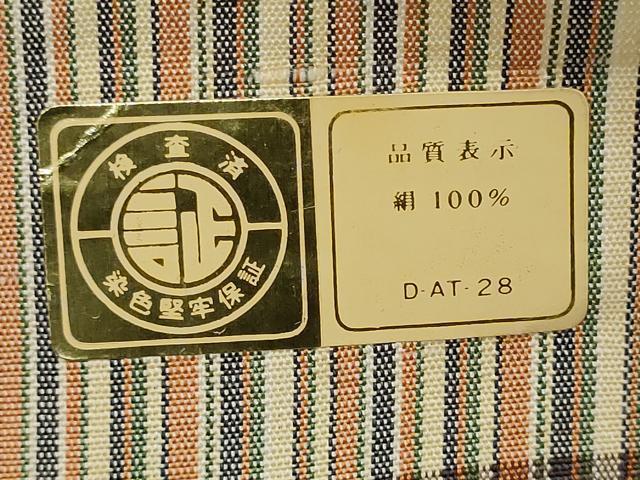 検査済
証
染色堅牢保証
品質表示
絹 100%
D-AT-28